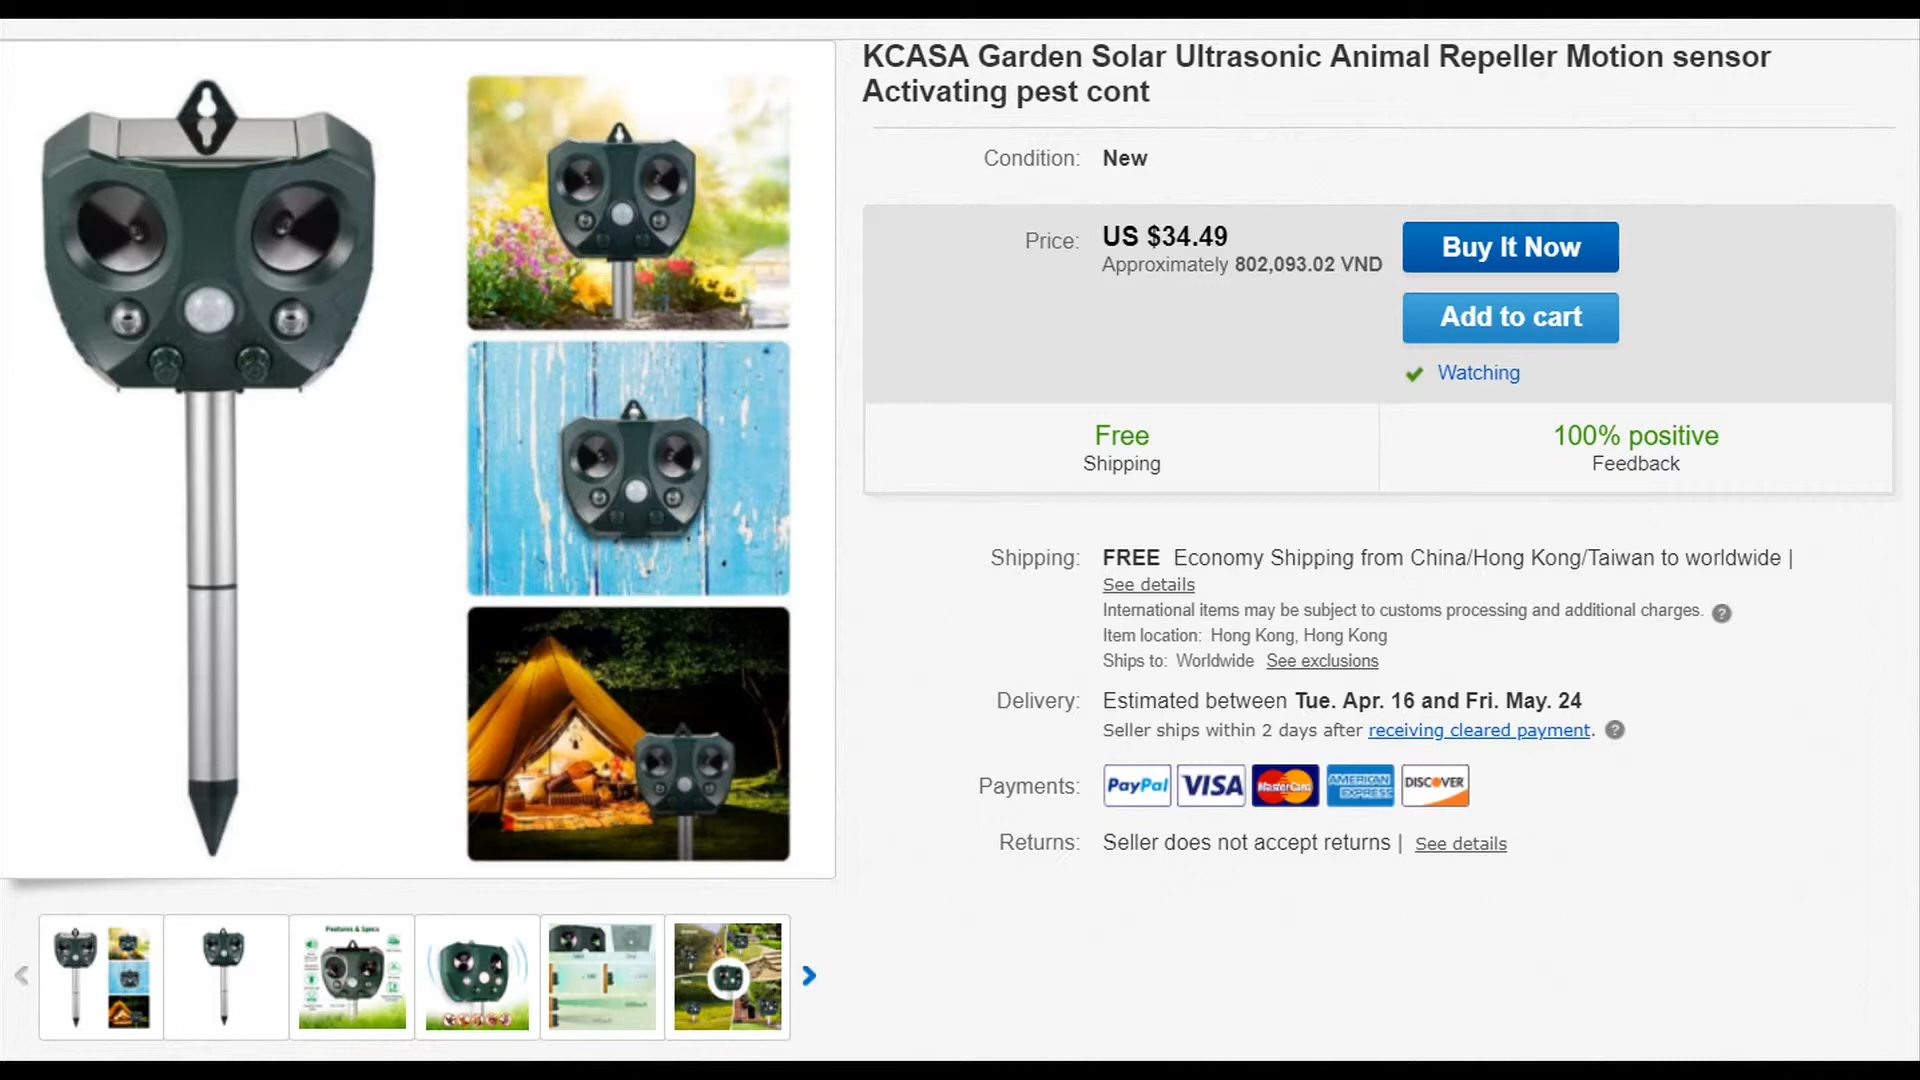 KCASA Garden Solar Ultrasonic Animal Repeller Motion sensor
Activating pest cont
Condition: New
Price: US $34.49
Approximately 802,093.02 VND
Buy It Now
Add to cart
Watching
Free
Shipping
100% positive
Feedback
Shipping: FREE Economy Shipping from China/Hong Kong/Taiwan to worldwide |
See details
International items may be subject to customs processing and additional charges. ?
Item location: Hong Kong, Hong Kong
Ships to: Worldwide See exclusions
Delivery: Estimated between Tue. Apr. 16 and Fri. May. 24
Seller ships within 2 days after receiving cleared payment. ?
Payments: PayPal VISA MasterCard AMERICAN EXPRESS DISCOVER
Returns: Seller does not accept returns | See details
Features & Specs